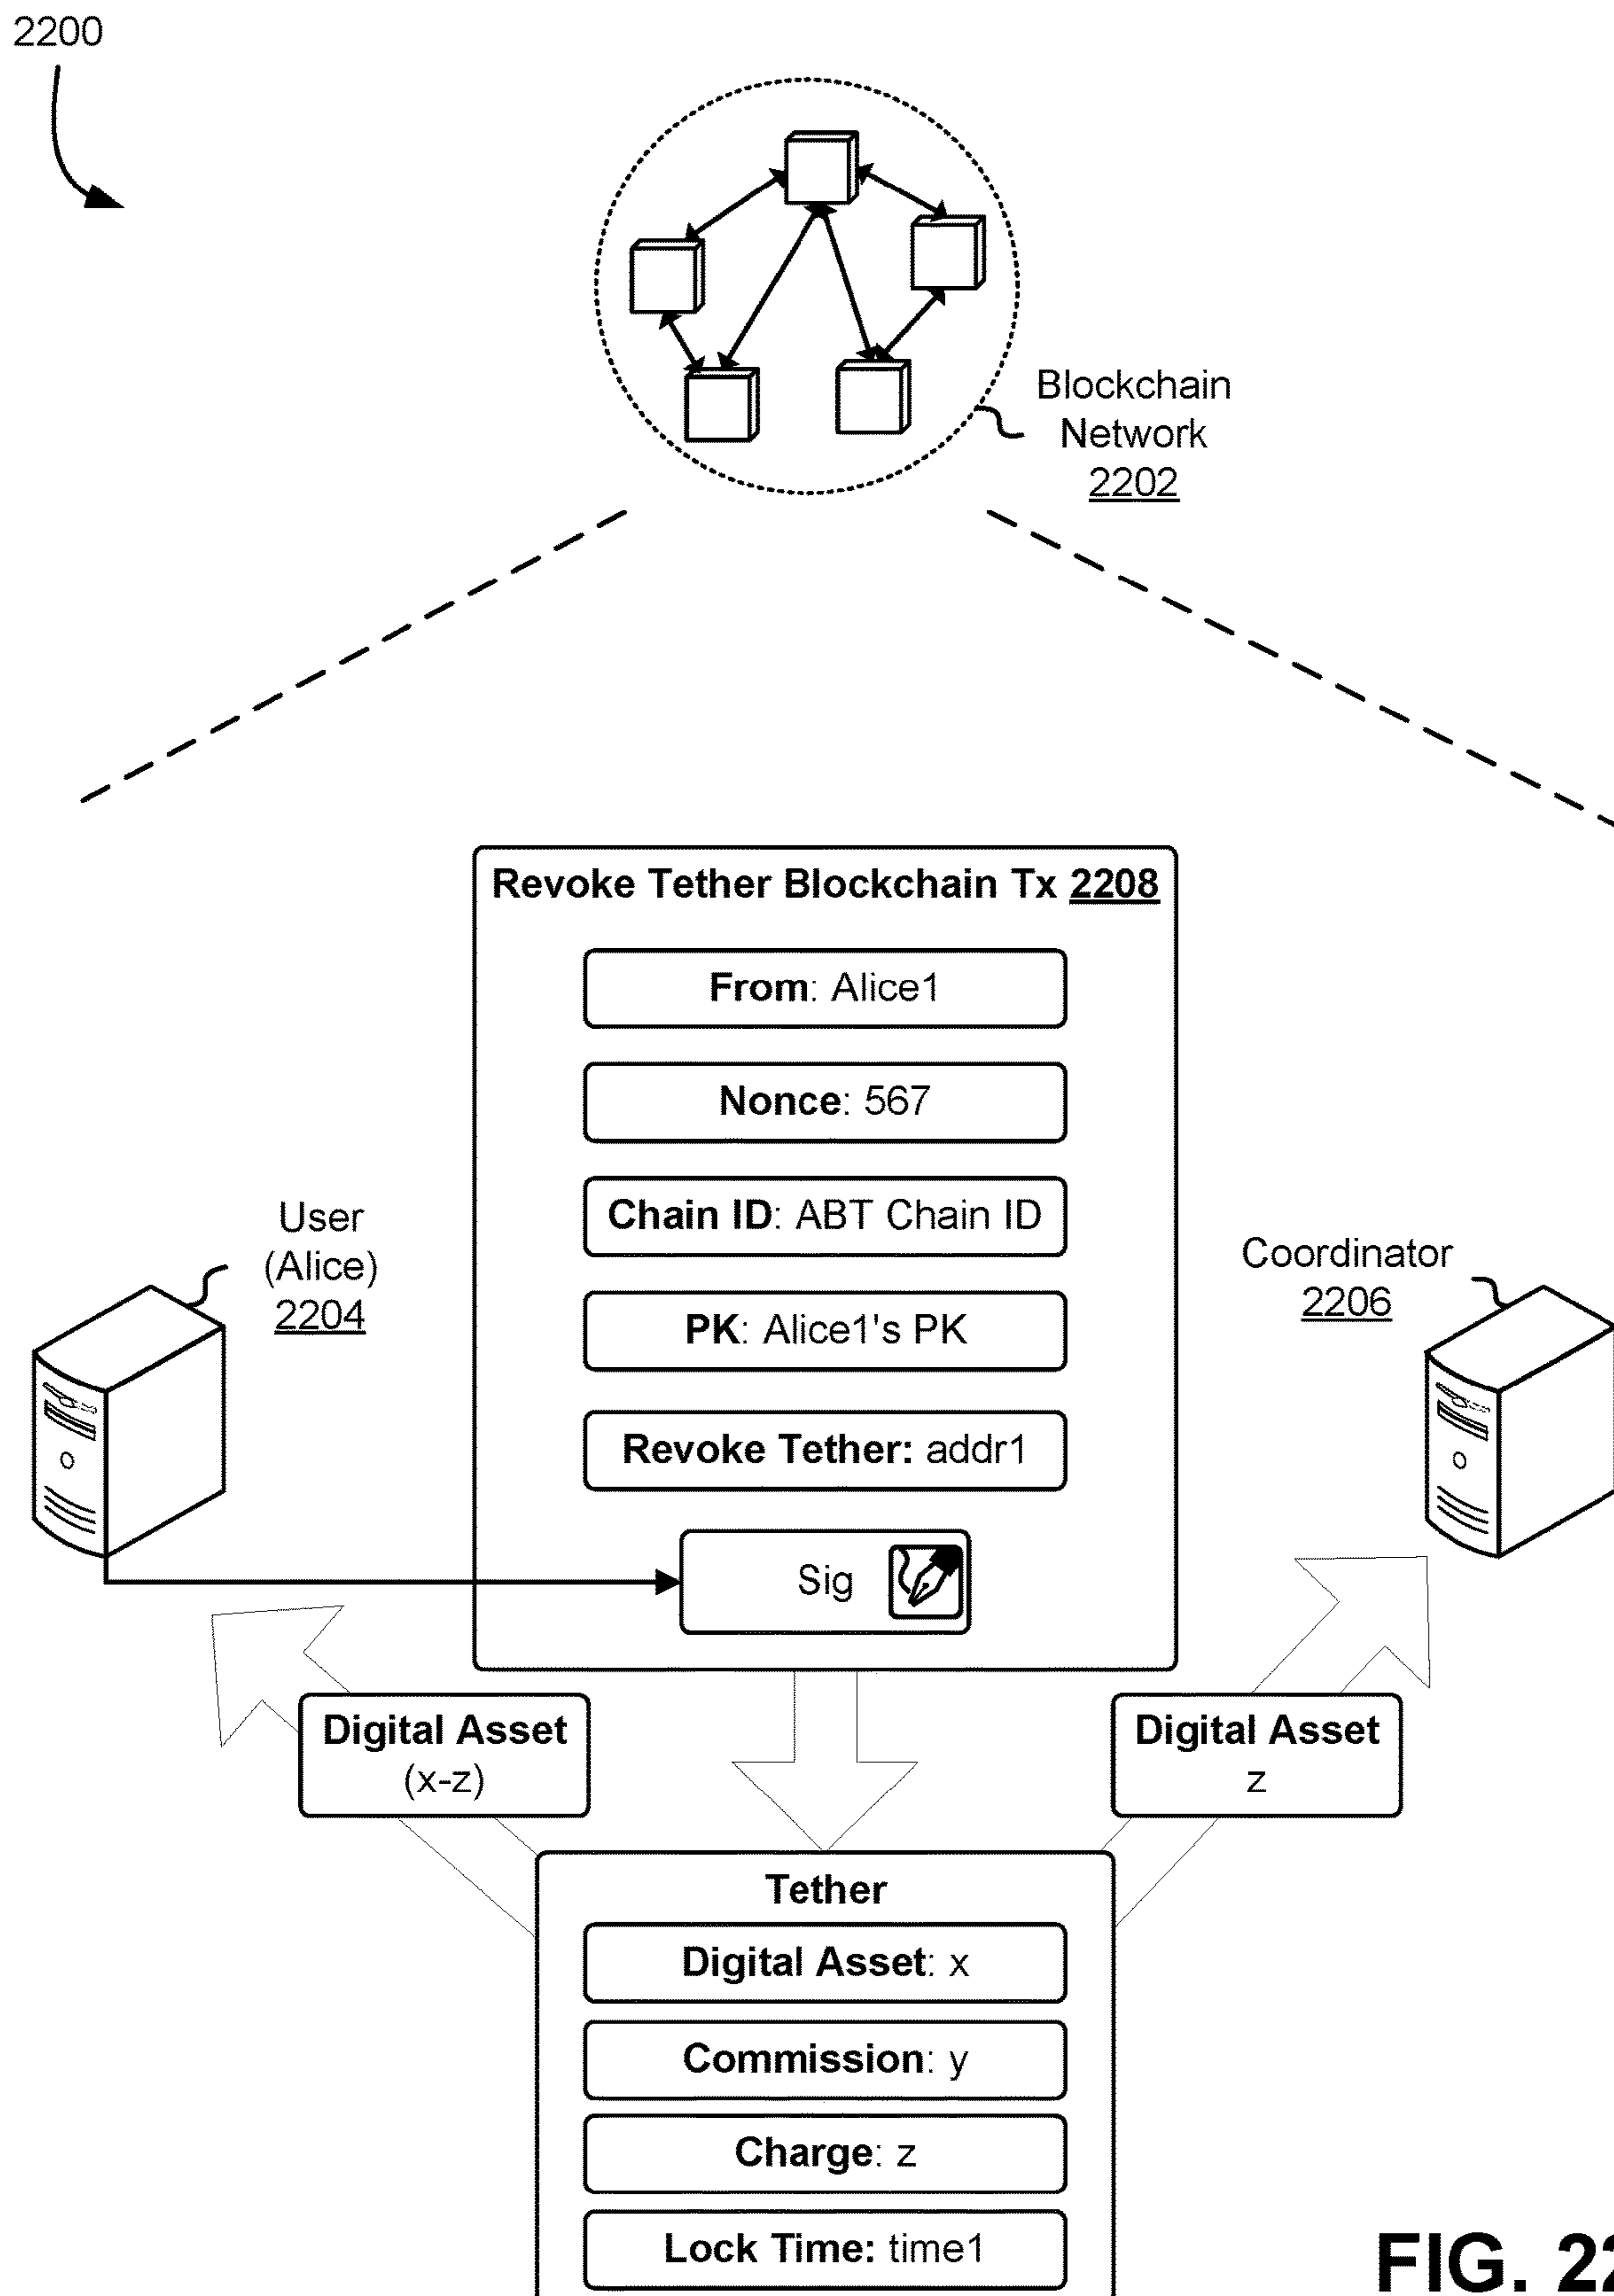 2200
Blockchain
Network
2202
Revoke Tether Blockchain Tx 2208
From: Alice1
Nonce: 567
Chain ID: ABT Chain ID
PK: Alice1's PK
Revoke Tether: addr1
Sig
User
(Alice)
2204
Coordinator
2206
Digital Asset
(x-z)
Digital Asset
z
Tether
Digital Asset: x
Commission: y
Charge: z
Lock Time: time1
FIG. 22